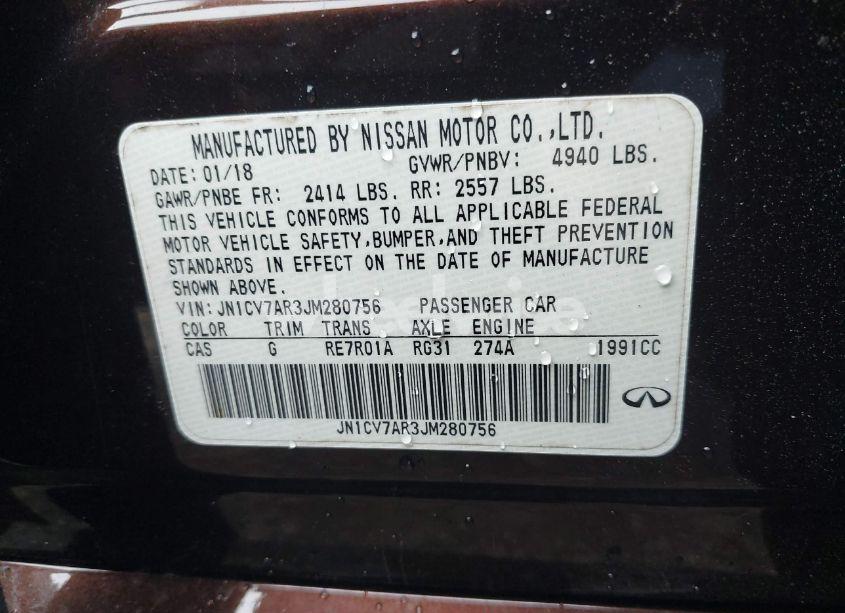 MANUFACTURED BY NISSAN MOTOR CO.,LTD.
DATE: 01/18 GVWR/PNBV: 4940 LBS.
GAWR/PNBE FR: 2414 LBS. RR: 2557 LBS.
THIS VEHICLE CONFORMS TO ALL APPLICABLE FEDERAL
MOTOR VEHICLE SAFETY,BUMPER,AND THEFT PREVENTION
STANDARDS IN EFFECT ON THE DATE OF MANUFACTURE
SHOWN ABOVE.
VIN: JN1CV7AR3JM280756 PASSENGER CAR
COLOR TRIM TRANS AXLE ENGINE
CAS G RE7R01A RG31 274A 1991CC
JN1CV7AR3JM280756